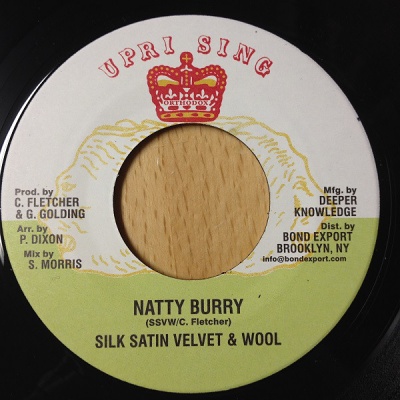 UPRI SING
ORTHODOX
Prod. by
C. FLETCHER
& G. GOLDING
Arr. by
P. DIXON
Mix by
S. MORRIS
Mfg. by
DEEPER
KNOWLEDGE
Dist. by
BOND EXPORT
BROOKLYN, NY
info@bondexport.com
NATTY BURRY
(SSVW/C. Fletcher)
SILK SATIN VELVET & WOOL